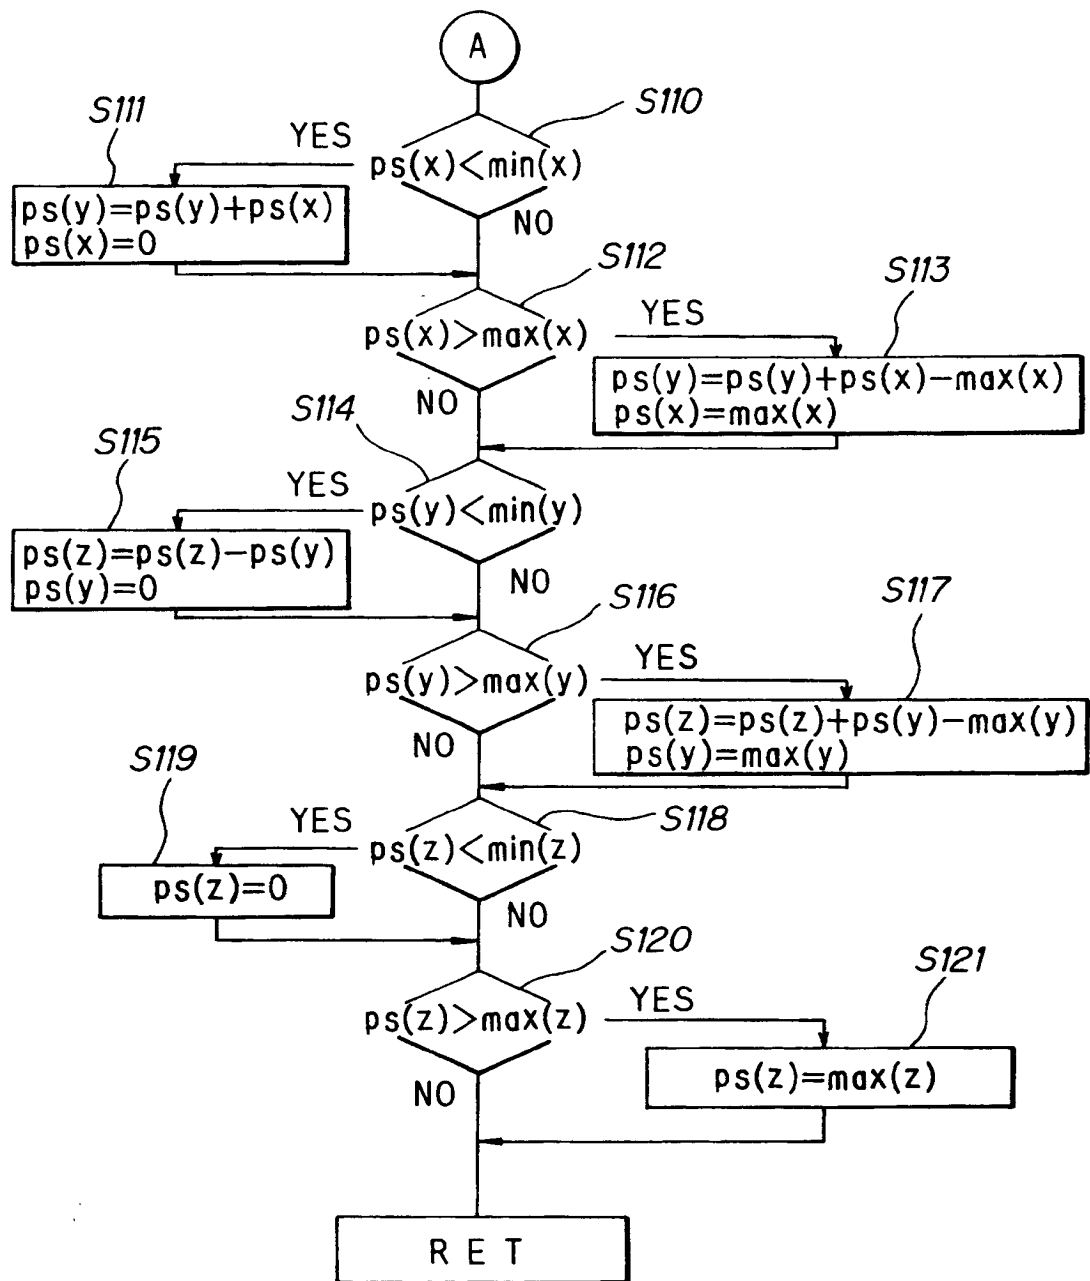 A
S110
S111
YES
ps(x)<min(x)
ps(y)=ps(y)+ps(x)
ps(x)=0
NO
S112
S113
YES
ps(x)>max(x)
ps(y)=ps(y)+ps(x)-max(x)
ps(x)=max(x)
NO
S114
S115
YES
ps(y)<min(y)
ps(z)=ps(z)-ps(y)
ps(y)=0
NO
S116
S117
YES
ps(y)>max(y)
ps(z)=ps(z)+ps(y)-max(y)
ps(y)=max(y)
NO
S119
S118
YES
ps(z)<min(z)
ps(z)=0
NO
S120
S121
YES
ps(z)>max(z)
ps(z)=max(z)
NO
RET